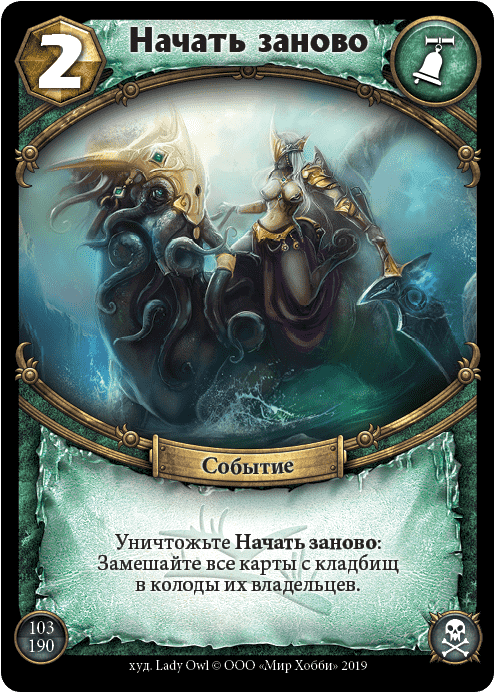 2
Начать заново
Событие
Уничтожьте Начать заново:
Замешайте все карты с кладбищ
в колоды их владельцев.
103
190
худ. Lady Owl © ООО «Мир Хобби» 2019